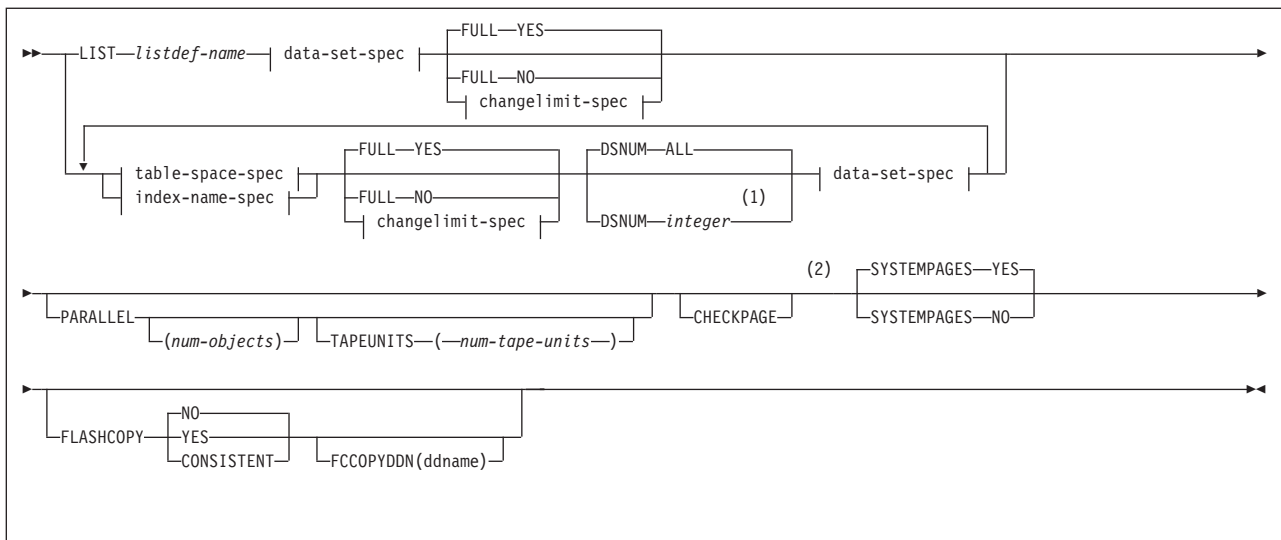 FULL YES
LIST listdef-name data-set-spec
FULL NO
changelimit-spec
FULL YES DSNUM ALL
table-space-spec data-set-spec
index-name-spec FULL NO (1)
changelimit-spec DSNUM integer
(2) SYSTEMPAGES YES
PARALLEL CHECKPAGE SYSTEMPAGES NO
(num-objects) TAPEUNITS (num-tape-units)
NO
FLASHCOPY YES
CONSISTENT FCCOPYDDN(ddname)